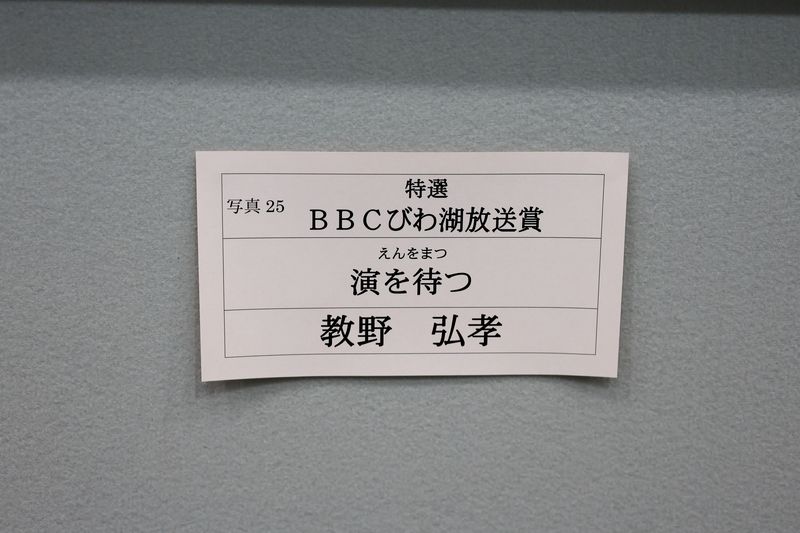 特選
写真 25
ＢＢＣびわ湖放送賞
えんをまつ
演を待つ
教野　弘孝